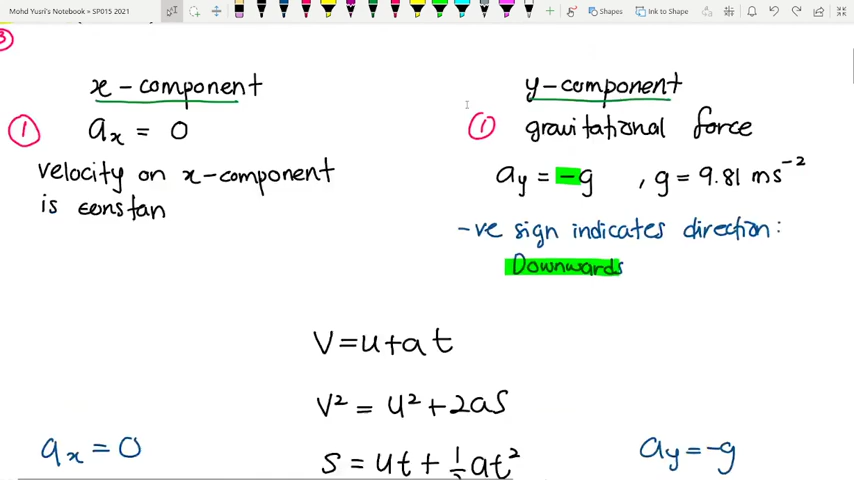 Mohd Yusri's Notebook » SP015 2021
Shapes
Ink to Shape
x-component
① ax = 0
velocity on x-component
is constan
y-component
① gravitational force
ay = -g , g = 9.81 ms⁻²
-ve sign indicates direction:
Downwards
V = u + at
V² = u² + 2as
s = ut + ½at²
ax = 0
ay = -g